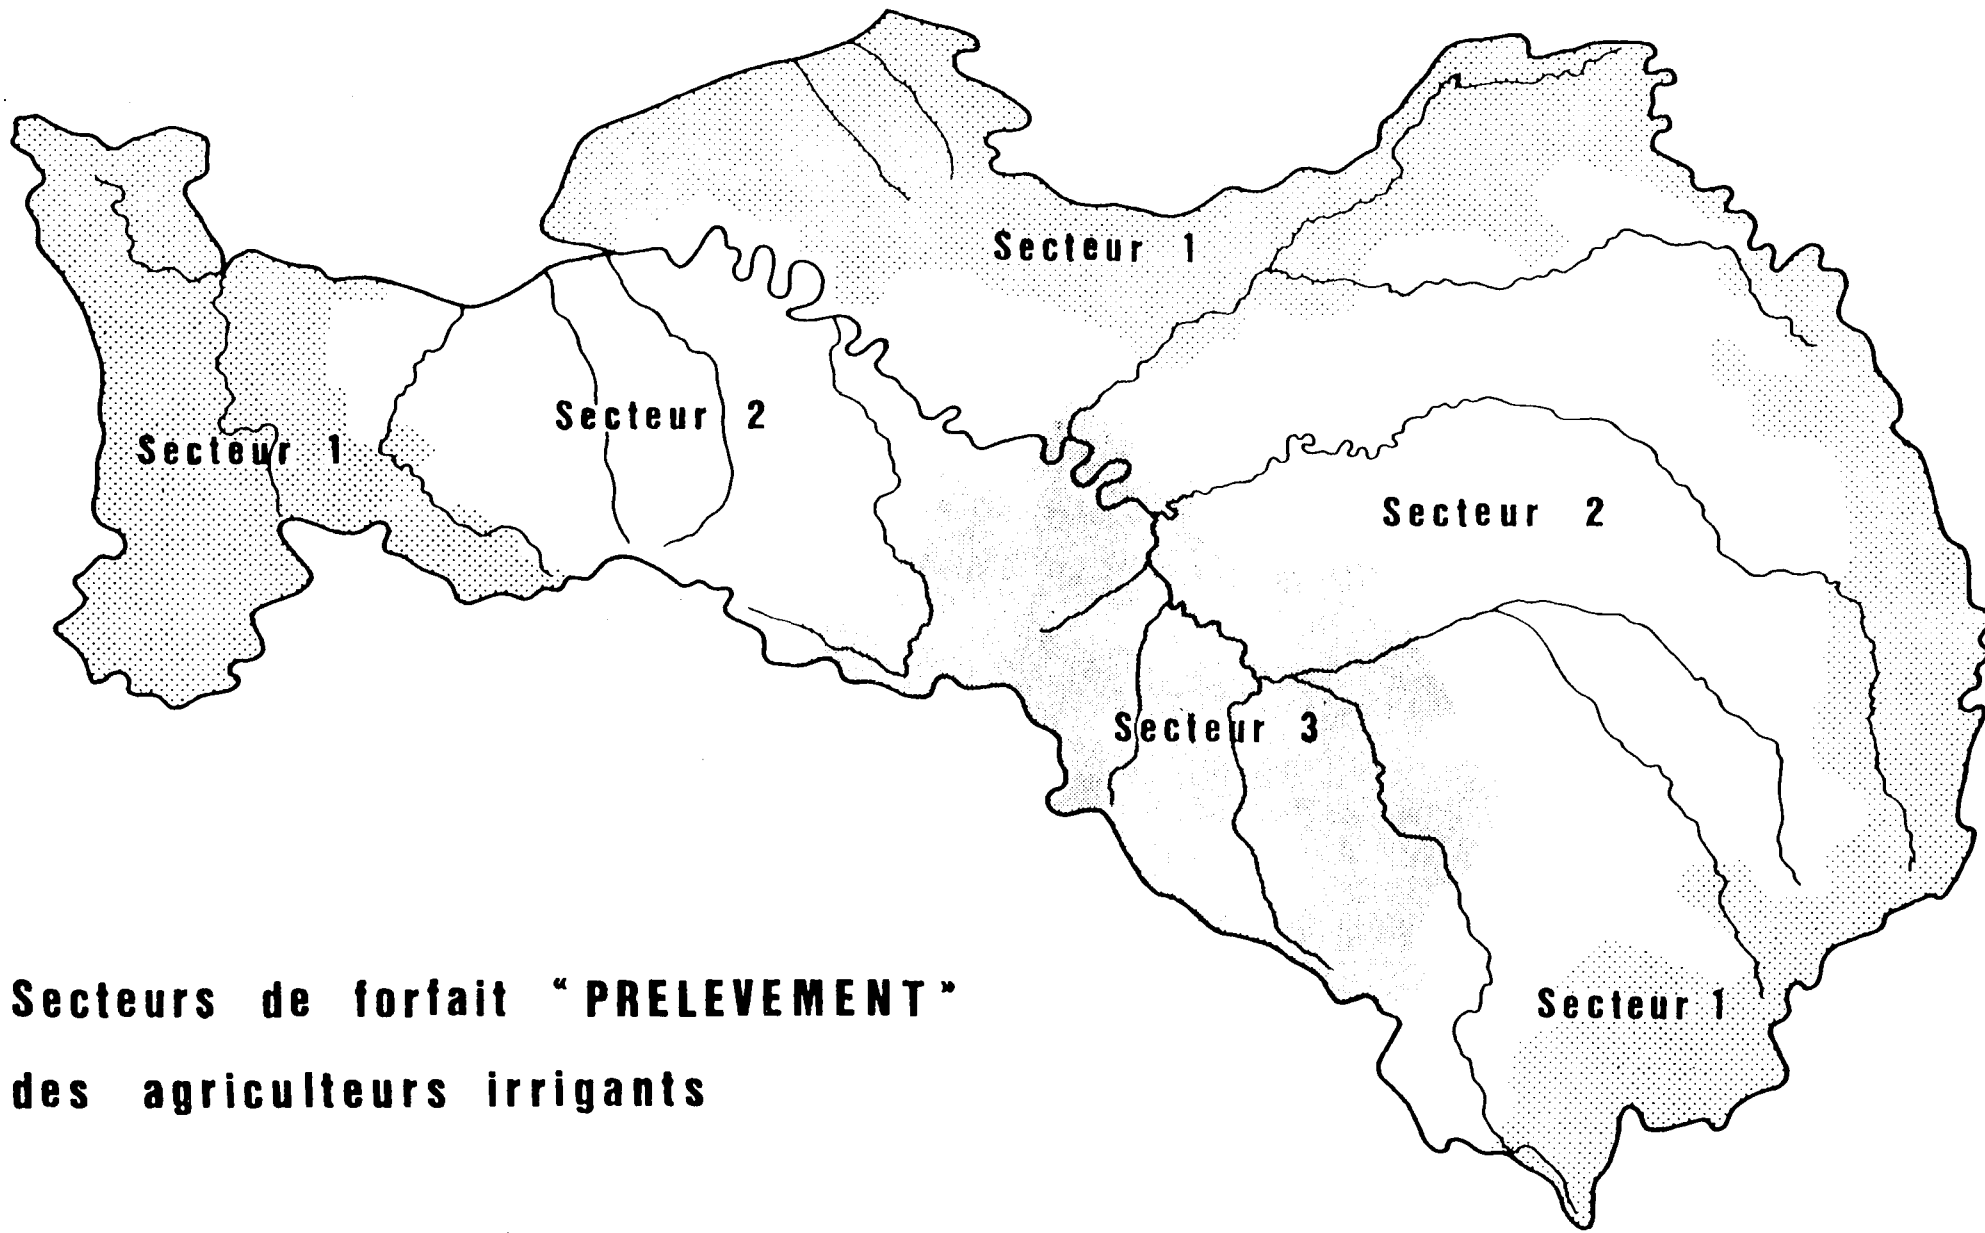 Secteur 1
Secteur 2
Secteur 1
Secteur 2
Secteur 3
Secteur 1
Secteurs de forfait “PRELEVEMENT”
des agriculteurs irrigants